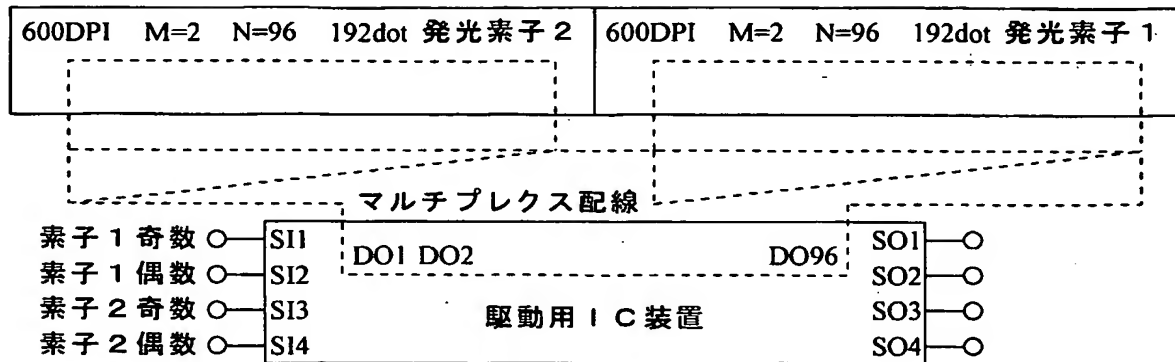 600DPI M=2 N=96 192dot 発光素子2
600DPI M=2 N=96 192dot 発光素子1
マルチプレクス配線
素子1奇数 SI1
素子1偶数 SI2
素子2奇数 SI3
素子2偶数 SI4
DO1 DO2 DO96
駆動用IC装置
SO1
SO2
SO3
SO4